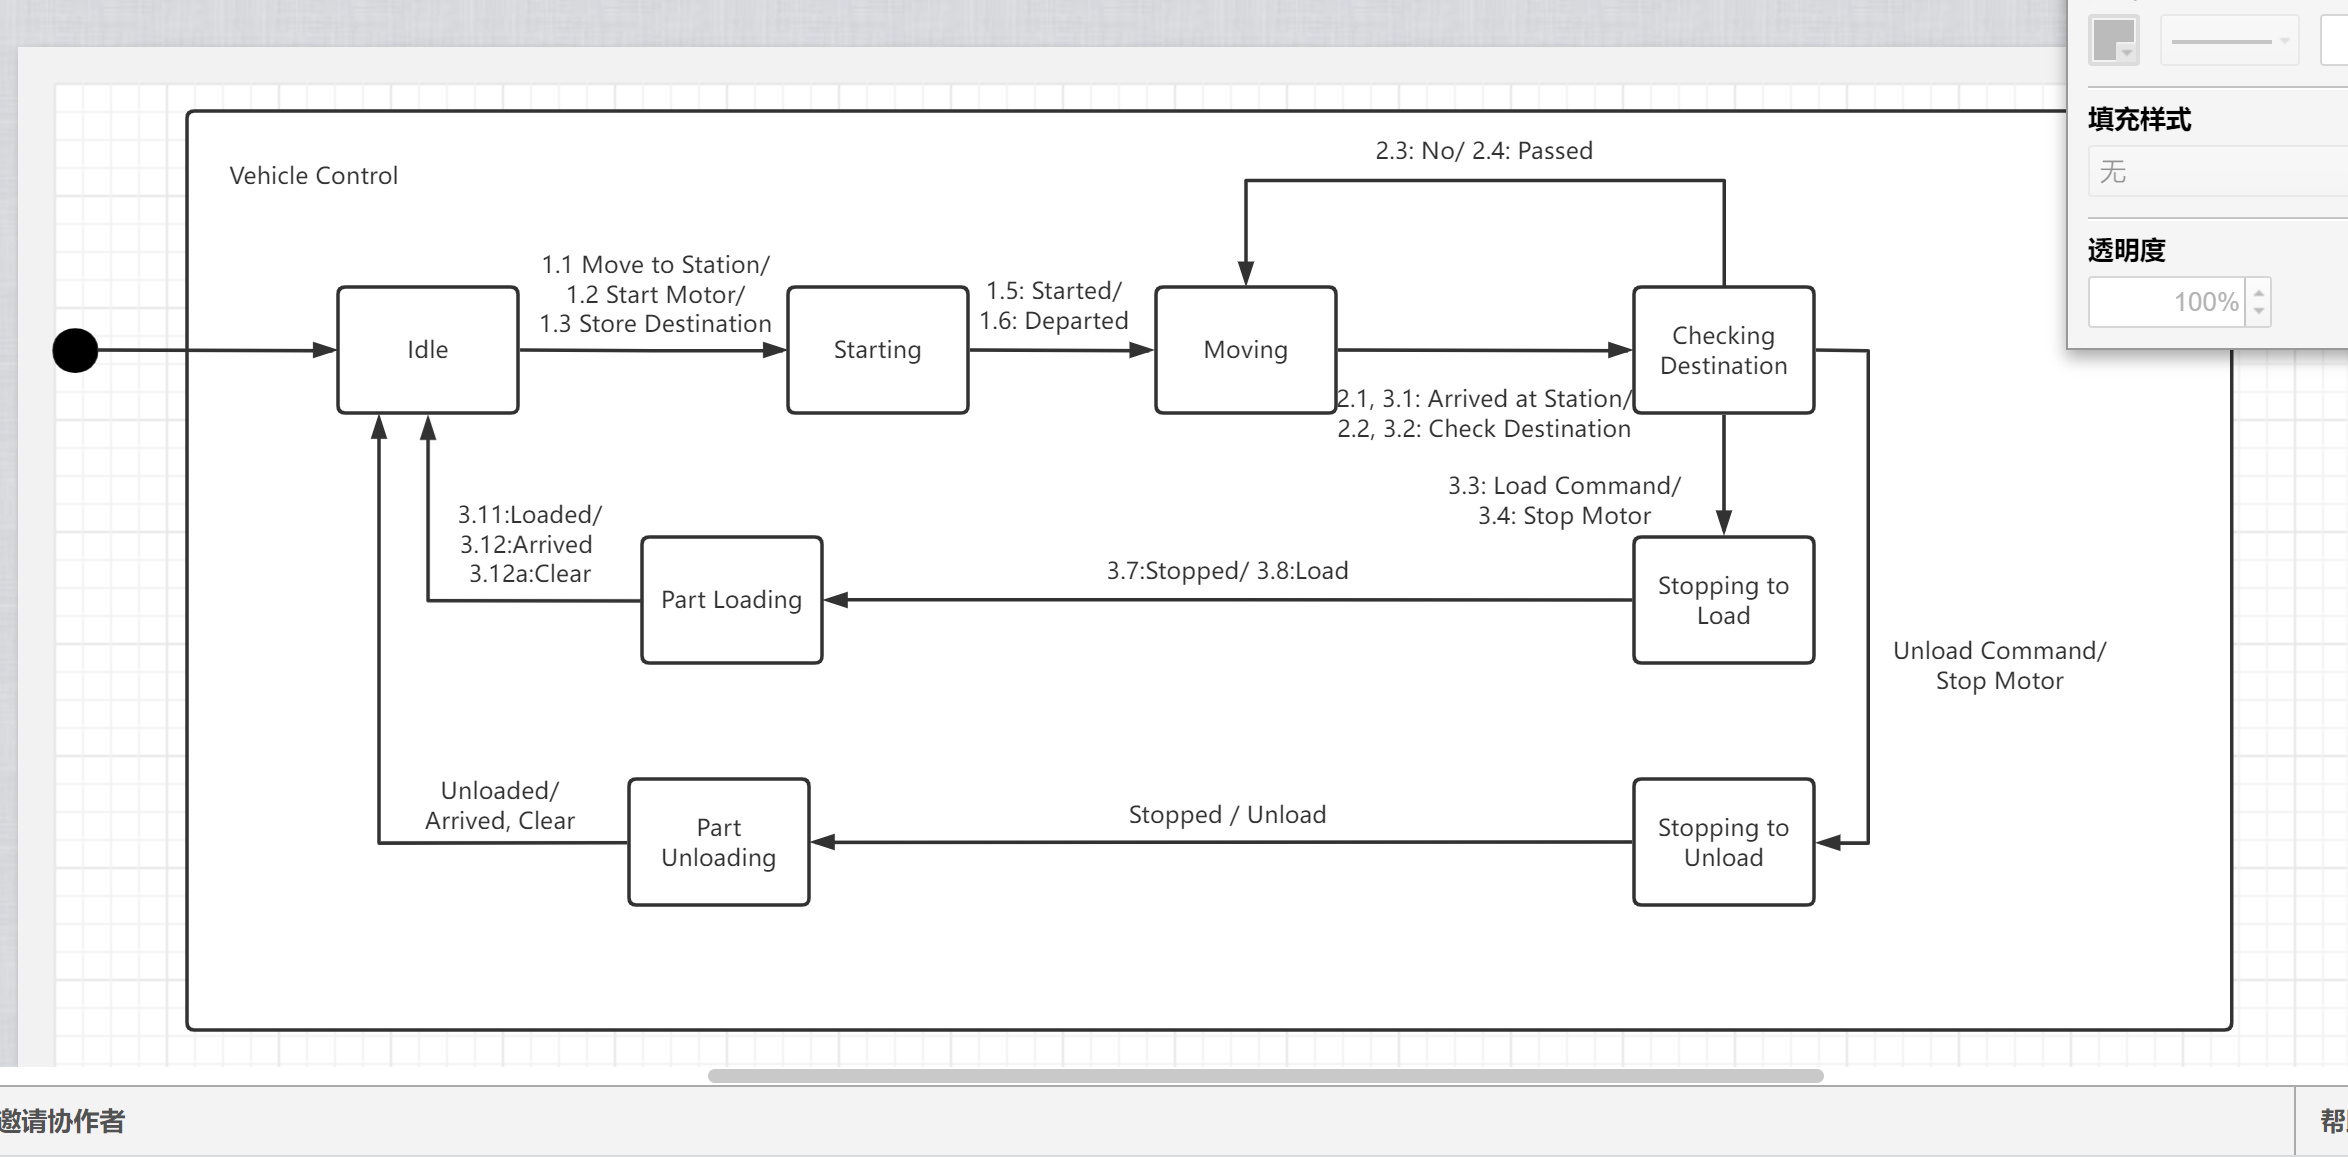 填充样式
无
透明度
100%
Vehicle Control
2.3: No/ 2.4: Passed
1.1 Move to Station/
1.2 Start Motor/
1.3 Store Destination
1.5: Started/
1.6: Departed
Idle
Starting
Moving
Checking
Destination
2.1, 3.1: Arrived at Station/
2.2, 3.2: Check Destination
3.3: Load Command/
3.4: Stop Motor
3.11:Loaded/
3.12:Arrived
3.12a:Clear
Part Loading
3.7:Stopped/ 3.8:Load
Stopping to
Load
Unload Command/
Stop Motor
Unloaded/
Arrived, Clear
Part
Unloading
Stopped / Unload
Stopping to
Unload
邀请协作者
帮